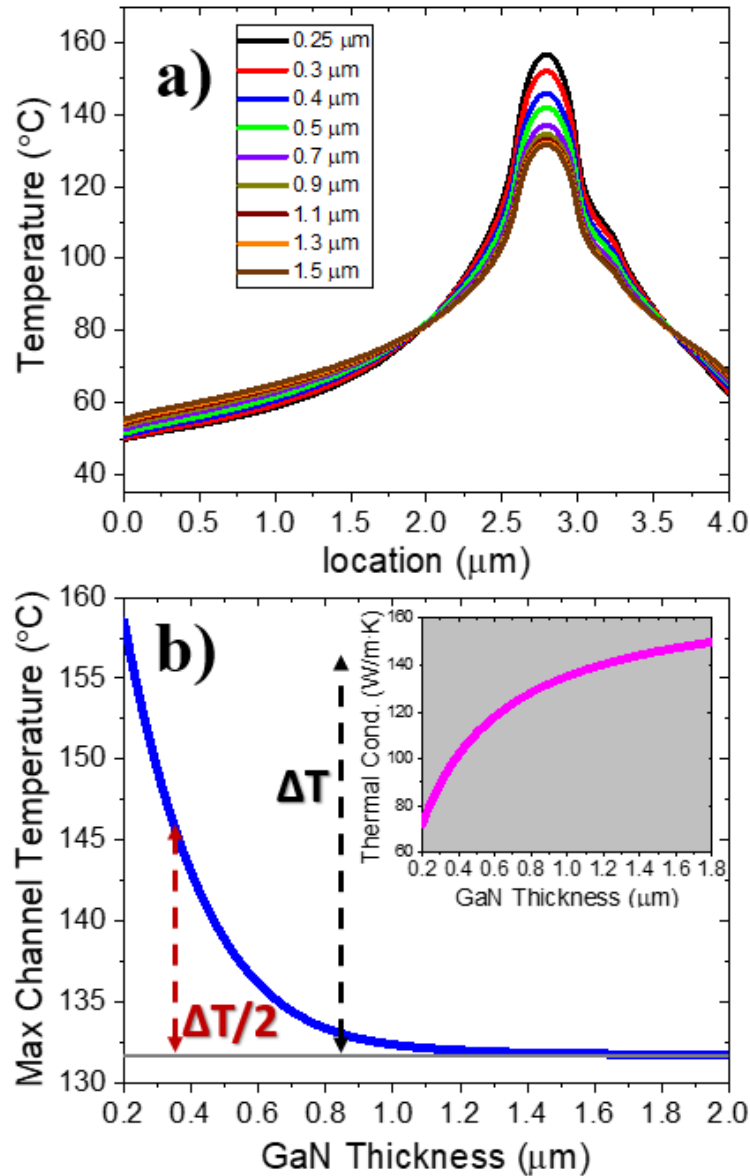 a)
Temperature (°C)
160
140
120
100
80
60
40
0.25 μm
0.3 μm
0.4 μm
0.5 μm
0.7 μm
0.9 μm
1.1 μm
1.3 μm
1.5 μm
0.0 0.5 1.0 1.5 2.0 2.5 3.0 3.5 4.0
location (μm)
b)
Max Channel Temperature (°C)
160
155
150
145
140
135
130
ΔT
ΔT/2
0.2 0.4 0.6 0.8 1.0 1.2 1.4 1.6 1.8 2.0
GaN Thickness (μm)
Thermal Cond. (W/m·K)
160
140
120
100
80
60
0.2 0.4 0.6 0.8 1.0 1.2 1.4 1.6 1.8
GaN Thickness (μm)